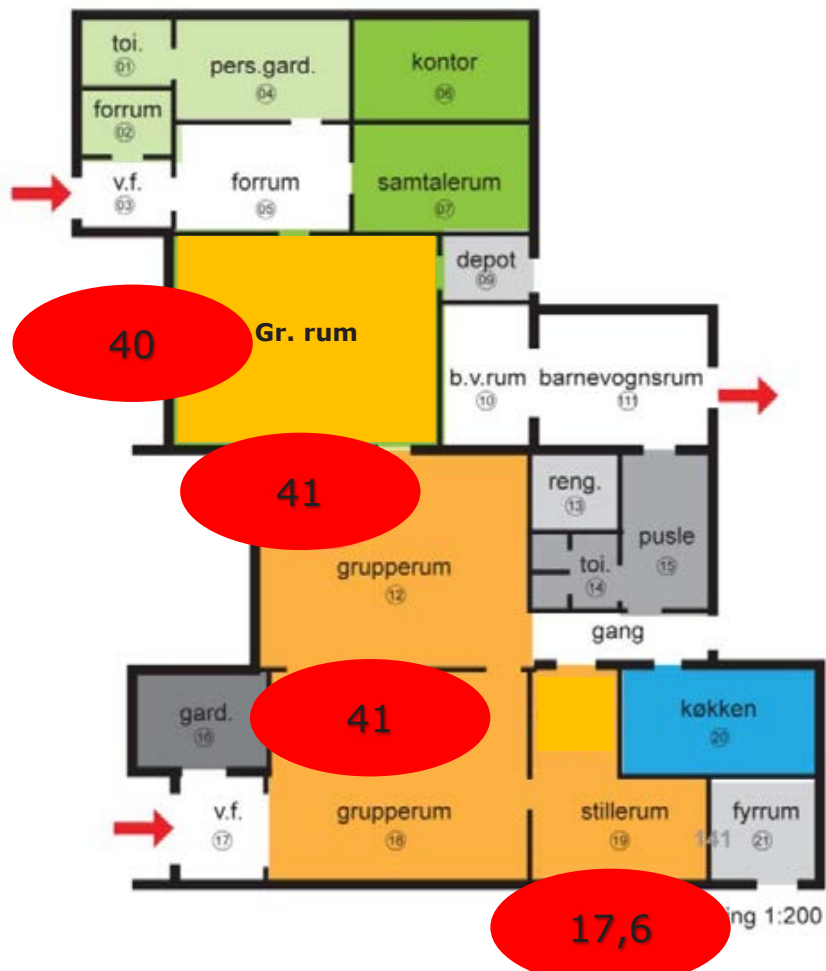 toi.
01
pers.gard.
04
kontor
06
forrum
02
v.f.
03
forrum
05
samtalerum
07
depot
09
40
Gr. rum
b.v.rum
10
barnevognsrum
111
41
reng.
13
grupperum
12
toi.
14
pusle
15
gang
gard.
16
41
køkken
20
v.f.
17
grupperum
18
stillerum
19
141
fyrrum
21
17,6
ing 1:200